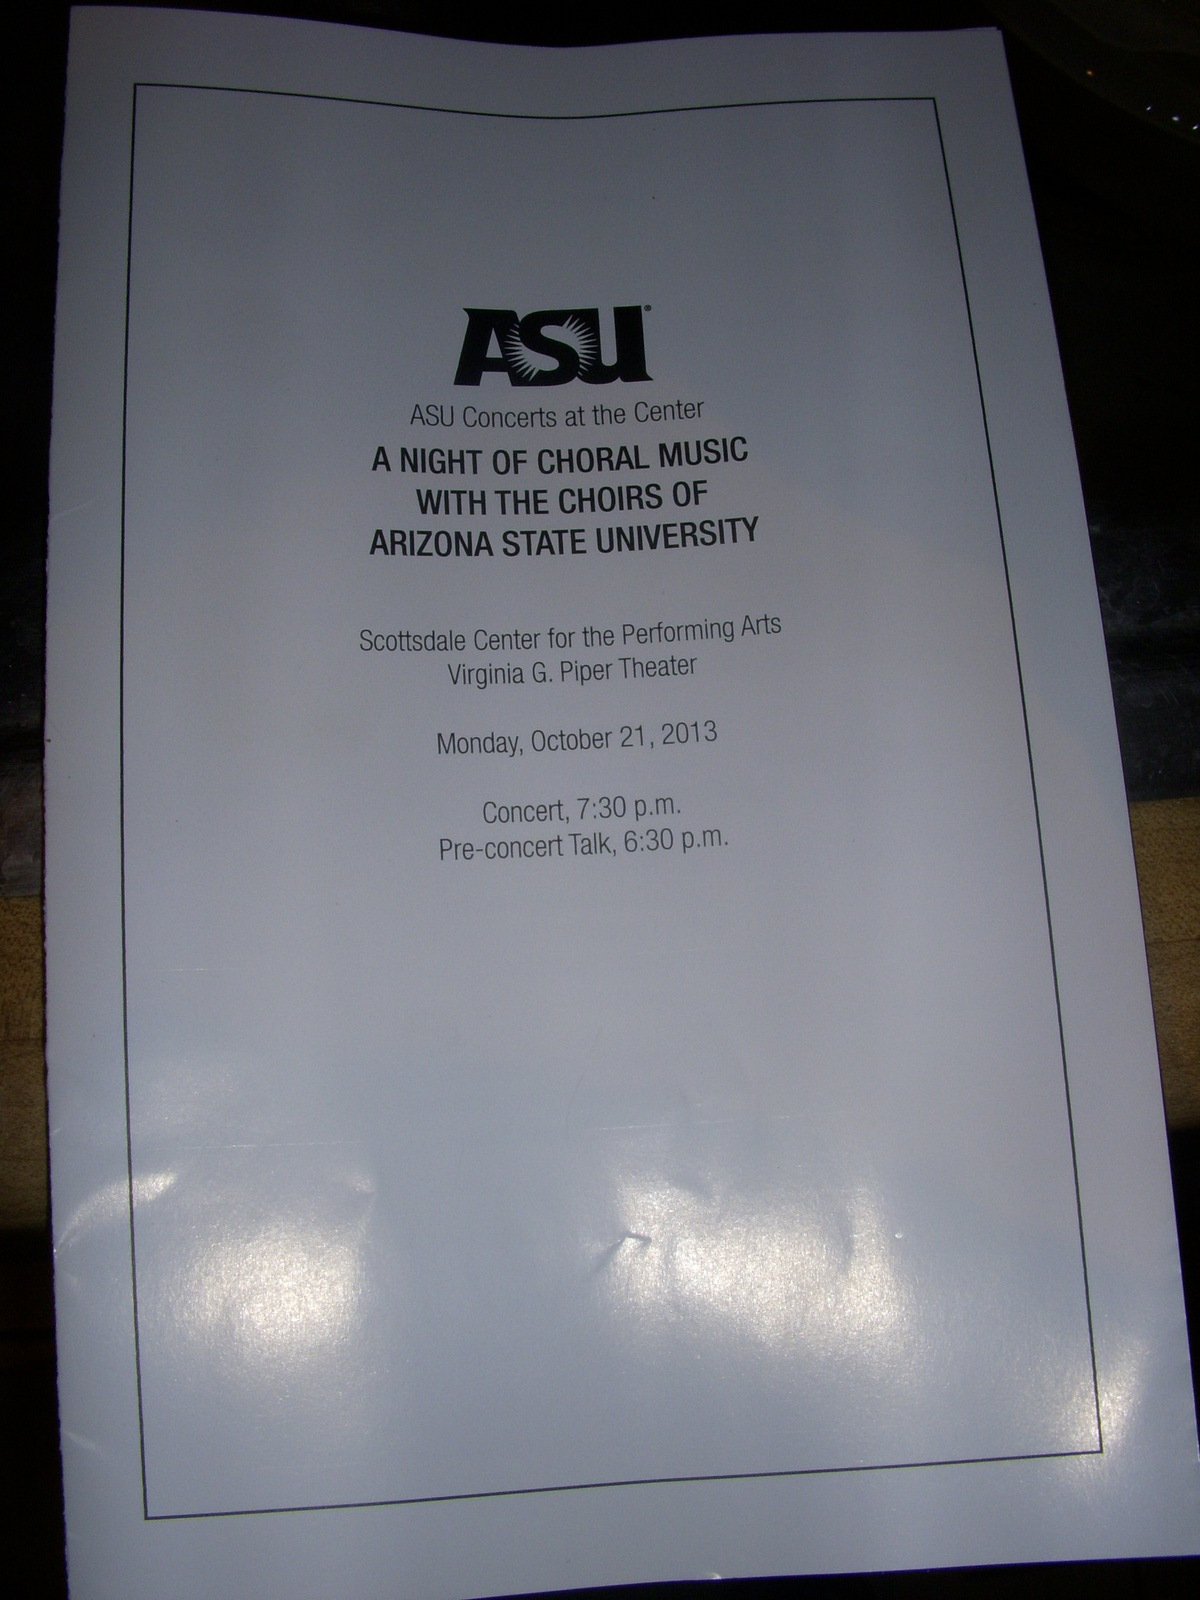 ASU®
ASU Concerts at the Center
A NIGHT OF CHORAL MUSIC
WITH THE CHOIRS OF
ARIZONA STATE UNIVERSITY
Scottsdale Center for the Performing Arts
Virginia G. Piper Theater
Monday, October 21, 2013
Concert, 7:30 p.m.
Pre-concert Talk, 6:30 p.m.